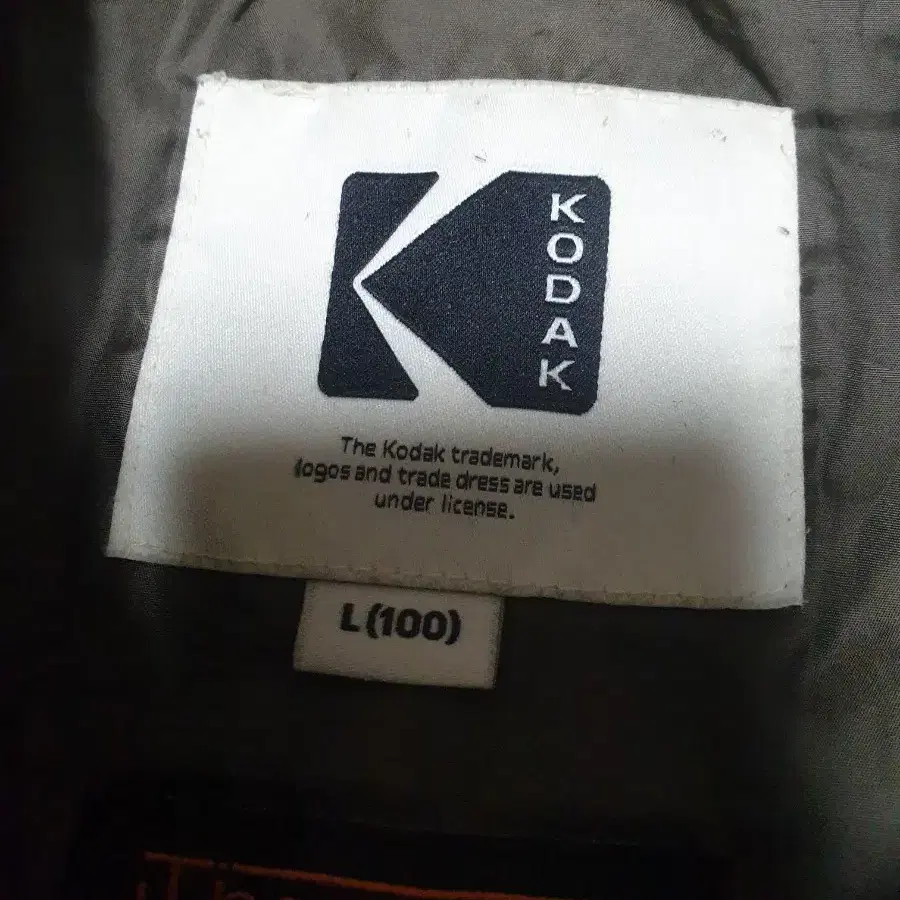 KODAK
The Kodak trademark,
logos and trade dress are used
under license.
L (100)